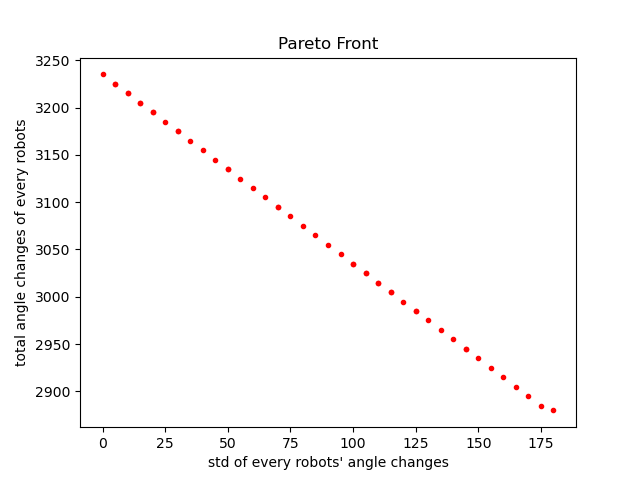 Pareto Front
total angle changes of every robots
3250
3200
3150
3100
3050
3000
2950
2900
0 25 50 75 100 125 150 175
std of every robots' angle changes